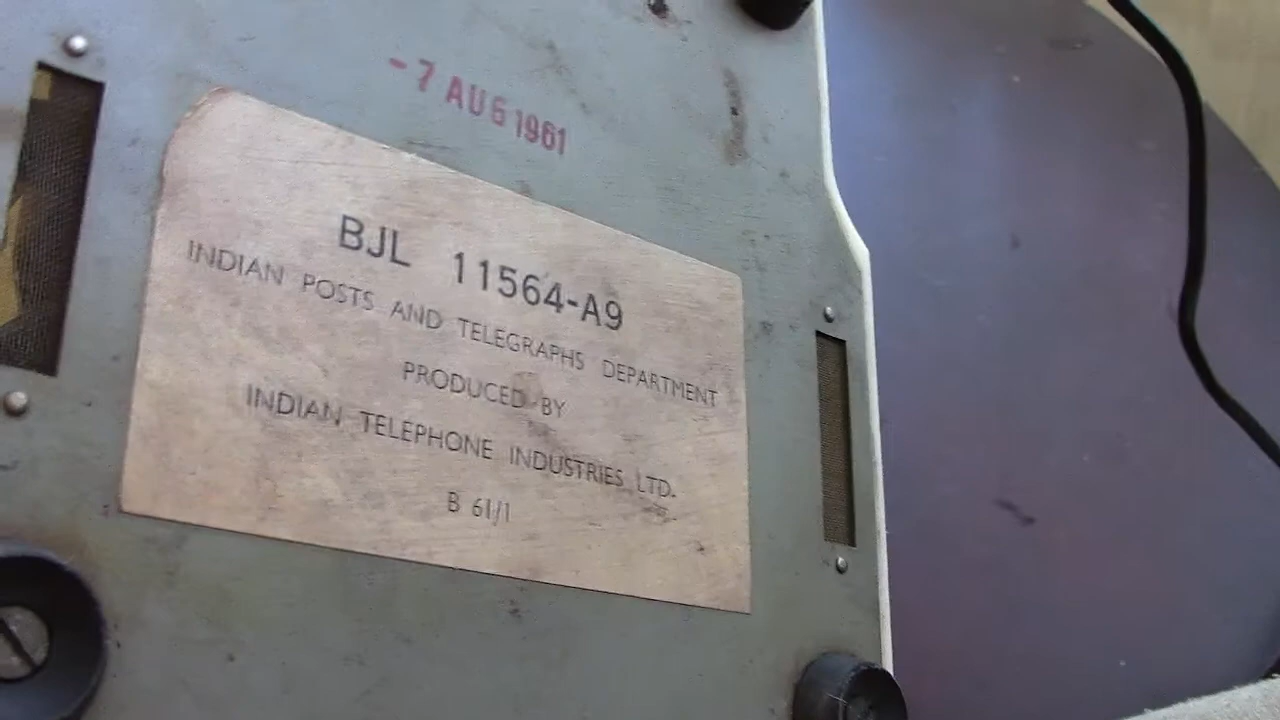 -7 AUG 1961
BJL 11564-A9
INDIAN POSTS AND TELEGRAPHS DEPARTMENT
PRODUCED BY
INDIAN TELEPHONE INDUSTRIES LTD.
B 61/1